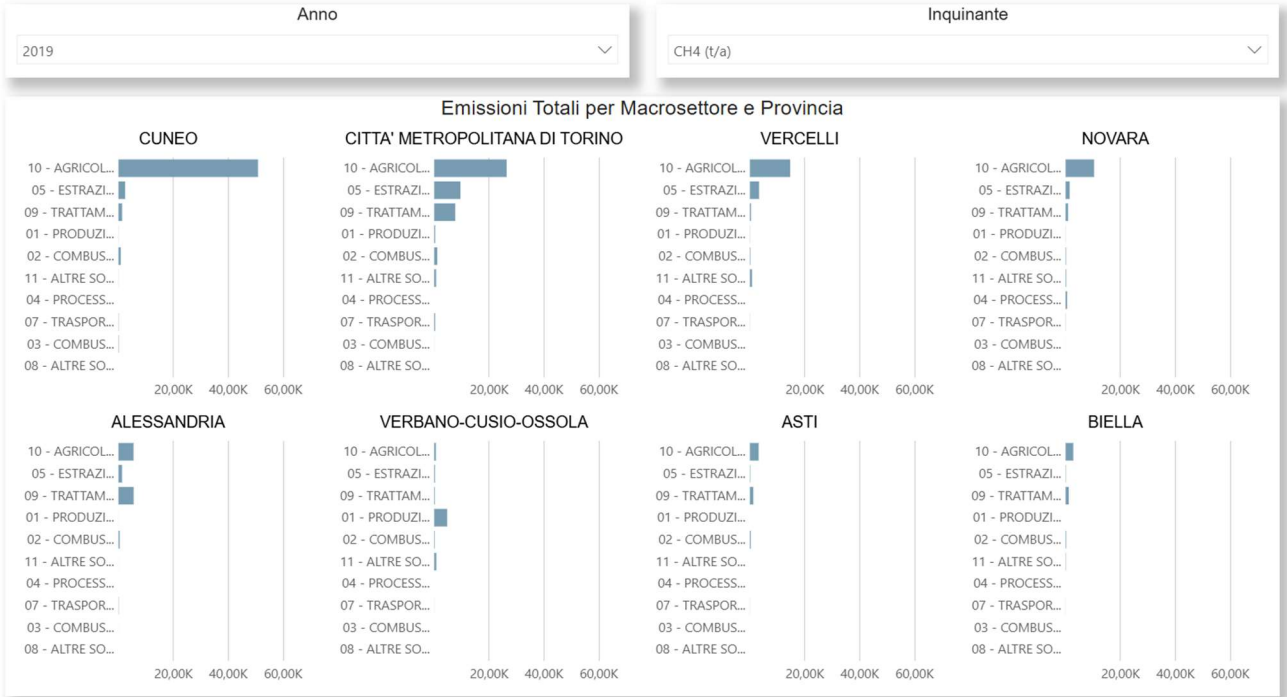 Anno
2019
Inquinante
CH4 (t/a)
Emissioni Totali per Macrosettore e Provincia
CUNEO
10 - AGRICOL...
05 - ESTRAZI...
09 - TRATTAM...
01 - PRODUZI...
02 - COMBUS...
11 - ALTRE SO...
04 - PROCESS...
07 - TRASPOR...
03 - COMBUS...
08 - ALTRE SO...
20,00K 40,00K 60,00K
CITTA' METROPOLITANA DI TORINO
10 - AGRICOL...
05 - ESTRAZI...
09 - TRATTAM...
01 - PRODUZI...
02 - COMBUS...
11 - ALTRE SO...
04 - PROCESS...
07 - TRASPOR...
03 - COMBUS...
08 - ALTRE SO...
20,00K 40,00K 60,00K
VERCELLI
10 - AGRICOL...
05 - ESTRAZI...
09 - TRATTAM...
01 - PRODUZI...
02 - COMBUS...
11 - ALTRE SO...
04 - PROCESS...
07 - TRASPOR...
03 - COMBUS...
08 - ALTRE SO...
20,00K 40,00K 60,00K
NOVARA
10 - AGRICOL...
05 - ESTRAZI...
09 - TRATTAM...
01 - PRODUZI...
02 - COMBUS...
11 - ALTRE SO...
04 - PROCESS...
07 - TRASPOR...
03 - COMBUS...
08 - ALTRE SO...
20,00K 40,00K 60,00K
ALESSANDRIA
10 - AGRICOL...
05 - ESTRAZI...
09 - TRATTAM...
01 - PRODUZI...
02 - COMBUS...
11 - ALTRE SO...
04 - PROCESS...
07 - TRASPOR...
03 - COMBUS...
08 - ALTRE SO...
20,00K 40,00K 60,00K
VERBANO-CUSIO-OSSOLA
10 - AGRICOL...
05 - ESTRAZI...
09 - TRATTAM...
01 - PRODUZI...
02 - COMBUS...
11 - ALTRE SO...
04 - PROCESS...
07 - TRASPOR...
03 - COMBUS...
08 - ALTRE SO...
20,00K 40,00K 60,00K
ASTI
10 - AGRICOL...
05 - ESTRAZI...
09 - TRATTAM...
01 - PRODUZI...
02 - COMBUS...
11 - ALTRE SO...
04 - PROCESS...
07 - TRASPOR...
03 - COMBUS...
08 - ALTRE SO...
20,00K 40,00K 60,00K
BIELLA
10 - AGRICOL...
05 - ESTRAZI...
09 - TRATTAM...
01 - PRODUZI...
02 - COMBUS...
11 - ALTRE SO...
04 - PROCESS...
07 - TRASPOR...
03 - COMBUS...
08 - ALTRE SO...
20,00K 40,00K 60,00K